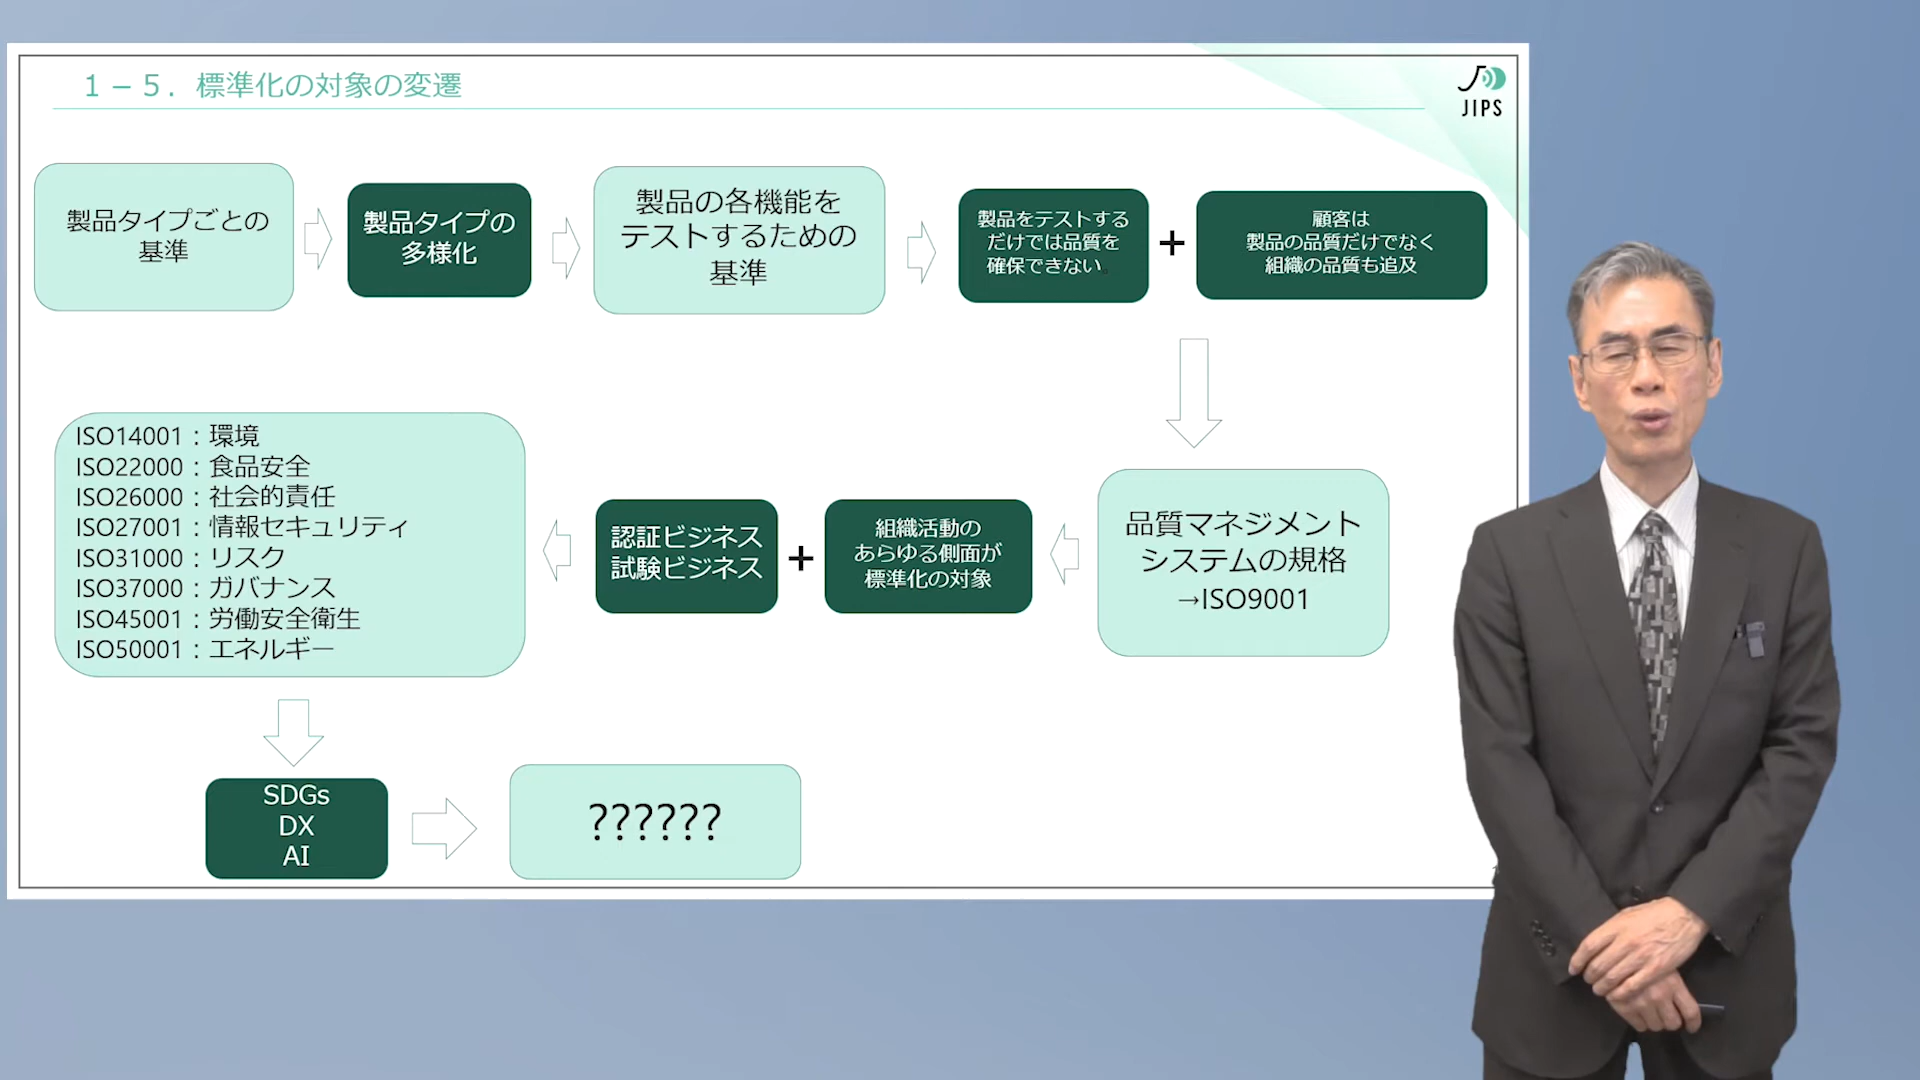 １－５．標準化の対象の変遷
JIPS
製品タイプごとの
基準
製品タイプの
多様化
製品の各機能を
テストするための
基準
製品をテストする
だけでは品質を
確保できない。
+
顧客は
製品の品質だけでなく
組織の品質も追及
品質マネジメント
システムの規格
→ISO9001
組織活動の
あらゆる側面が
標準化の対象
+
認証ビジネス
試験ビジネス
ISO14001：環境
ISO22000：食品安全
ISO26000：社会的責任
ISO27001：情報セキュリティ
ISO31000：リスク
ISO37000：ガバナンス
ISO45001：労働安全衛生
ISO50001：エネルギー
SDGs
DX
AI
??????